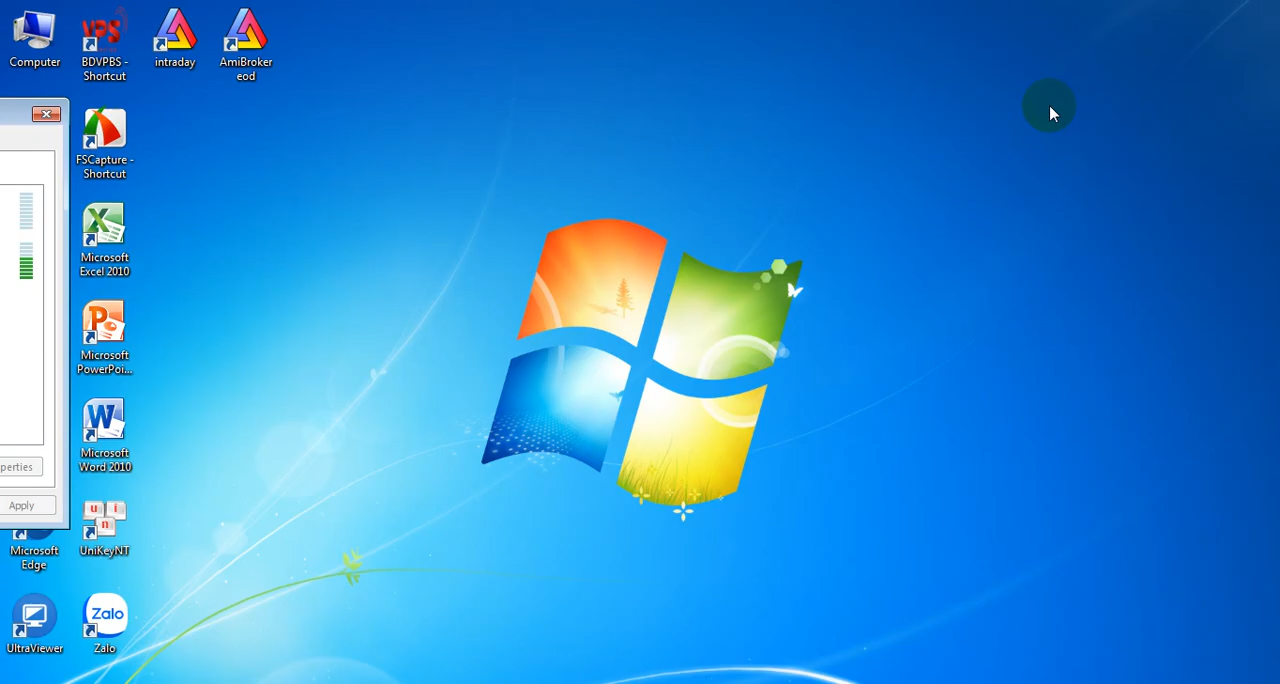 Computer
BDVPBS -
Shortcut
intraday
AmiBroker
eod
FSCapture -
Shortcut
Microsoft
Excel 2010
Microsoft
PowerPoi...
Microsoft
Word 2010
perties
Apply
Microsoft
Edge
u i
n
UniKeyNT
UltraViewer
Zalo
Zalo